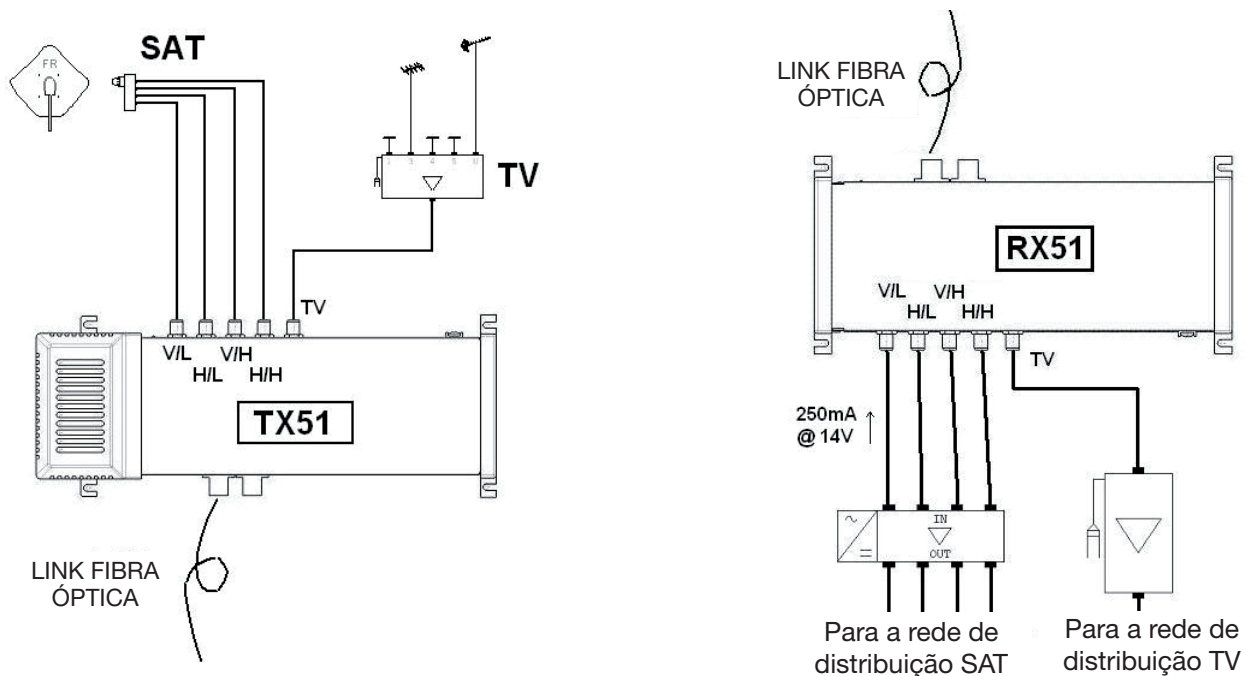 SAT
FR
TV
TV
V/L
V/H
H/L
H/H
TX51
LINK FIBRA
ÓPTICA
LINK FIBRA
ÓPTICA
RX51
V/L
V/H
H/L
H/H
TV
250mA
@ 14V
IN
OUT
Para a rede de
distribuição SAT
Para a rede de
distribuição TV